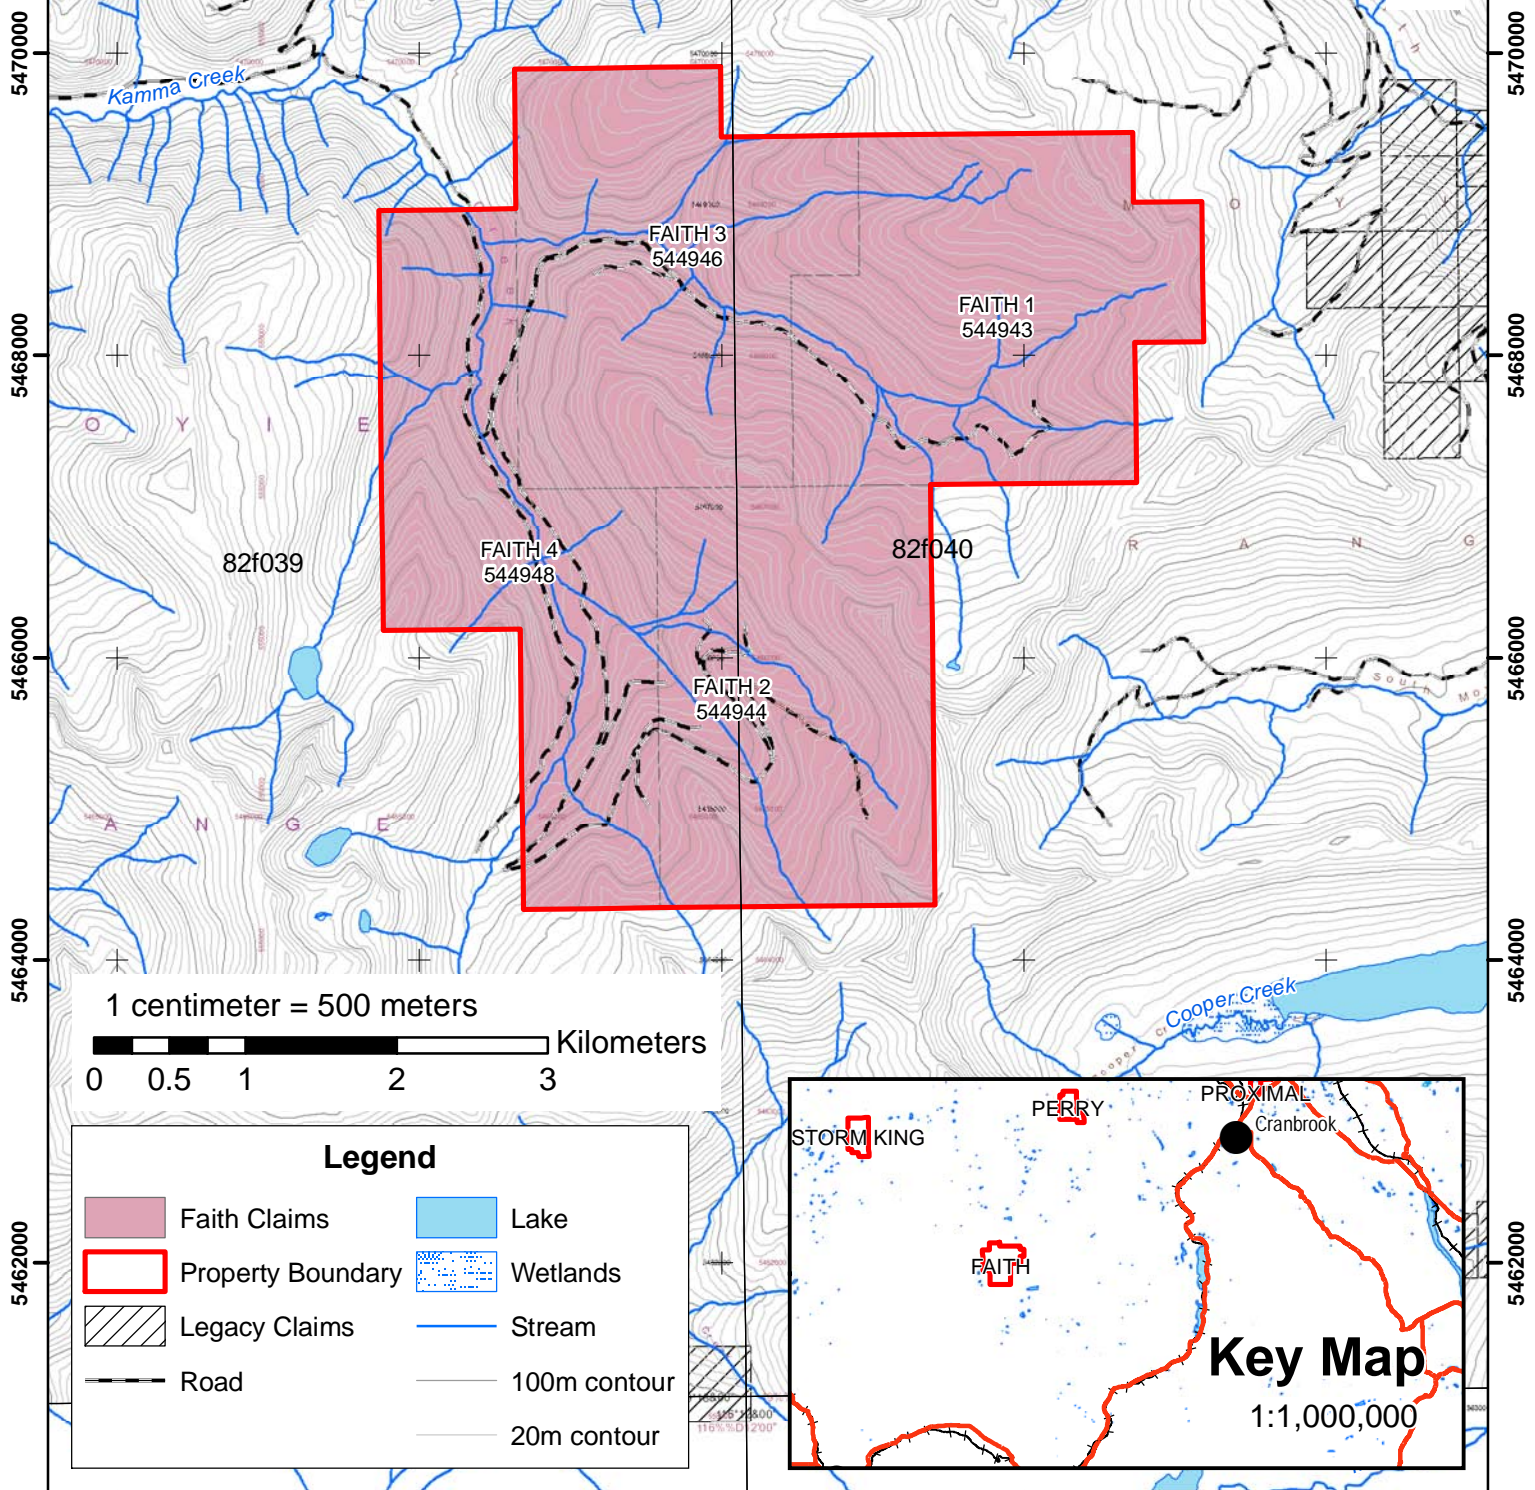 5470000
5468000
5466000
5464000
5462000
5470000
5468000
5466000
5464000
5462000
Kamma Creek
FAITH 3
544946
FAITH 1
544943
M O Y
O Y I E
FAITH 4
544948
82f039
82f040
R A N G
FAITH 2
544944
South Mo
A N G E
Cooper Creek
1 centimeter = 500 meters
Kilometers
0 0.5 1 2 3
Legend
Faith Claims
Property Boundary
Legacy Claims
Road
Lake
Wetlands
Stream
100m contour
20m contour
STORM KING
PERRY
PROXIMAL
Cranbrook
FAITH
Key Map
1:1,000,000